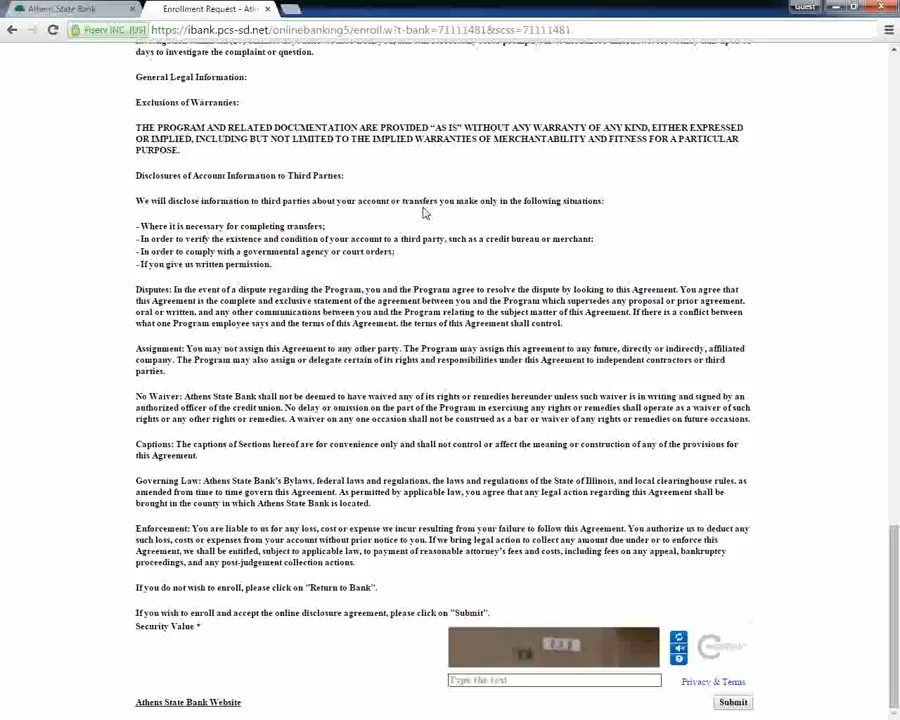 Athens State Bank
Enrollment Request - Ath
Guest
Fiserv INC. [US]
https://ibank.pcs-sd.net/onlinebanking5/enroll.w?t-bank=71111481&scss=71111481
days to investigate the complaint or question.
General Legal Information:
Exclusions of Warranties:
THE PROGRAM AND RELATED DOCUMENTATION ARE PROVIDED “AS IS” WITHOUT ANY WARRANTY OF ANY KIND, EITHER EXPRESSED
OR IMPLIED, INCLUDING BUT NOT LIMITED TO THE IMPLIED WARRANTIES OF MERCHANTABILITY AND FITNESS FOR A PARTICULAR
PURPOSE.
Disclosures of Account Information to Third Parties:
We will disclose information to third parties about your account or transfers you make only in the following situations:
- Where it is necessary for completing transfers;
- In order to verify the existence and condition of your account to a third party, such as a credit bureau or merchant;
- In order to comply with a governmental agency or court orders;
- If you give us written permission.
Disputes: In the event of a dispute regarding the Program, you and the Program agree to resolve the dispute by looking to this Agreement. You agree that
this Agreement is the complete and exclusive statement of the agreement between you and the Program which supersedes any proposal or prior agreement,
oral or written, and any other communications between you and the Program relating to the subject matter of this Agreement. If there is a conflict between
what one Program employee says and the terms of this Agreement, the terms of this Agreement shall control.
Assignment: You may not assign this Agreement to any other party. The Program may assign this agreement to any future, directly or indirectly, affiliated
company. The Program may also assign or delegate certain of its rights and responsibilities under this Agreement to independent contractors or third
parties.
No Waiver: Athens State Bank shall not be deemed to have waived any of its rights or remedies hereunder unless such waiver is in writing and signed by an
authorized officer of the credit union. No delay or omission on the part of the Program in exercising any rights or remedies shall operate as a waiver of such
rights or any other rights or remedies. A waiver on any one occasion shall not be construed as a bar or waiver of any rights or remedies on future occasions.
Captions: The captions of Sections hereof are for convenience only and shall not control or affect the meaning or construction of any of the provisions for
this Agreement.
Governing Law: Athens State Bank's Bylaws, federal laws and regulations, the laws and regulations of the State of Illinois, and local clearinghouse rules, as
amended from time to time govern this Agreement. As permitted by applicable law, you agree that any legal action regarding this Agreement shall be
brought in the county in which Athens State Bank is located.
Enforcement: You are liable to us for any loss, cost or expense we incur resulting from your failure to follow this Agreement. You authorize us to deduct any
such loss, costs or expenses from your account without prior notice to you. If we bring legal action to collect any amount due under or to enforce this
Agreement, we shall be entitled, subject to applicable law, to payment of reasonable attorney's fees and costs, including fees on any appeal, bankruptcy
proceedings, and any post-judgement collection actions.
If you do not wish to enroll, please click on "Return to Bank".
If you wish to enroll and accept the online disclosure agreement, please click on "Submit".
Security Value *
Type the text
Privacy & Terms
Athens State Bank Website
Submit